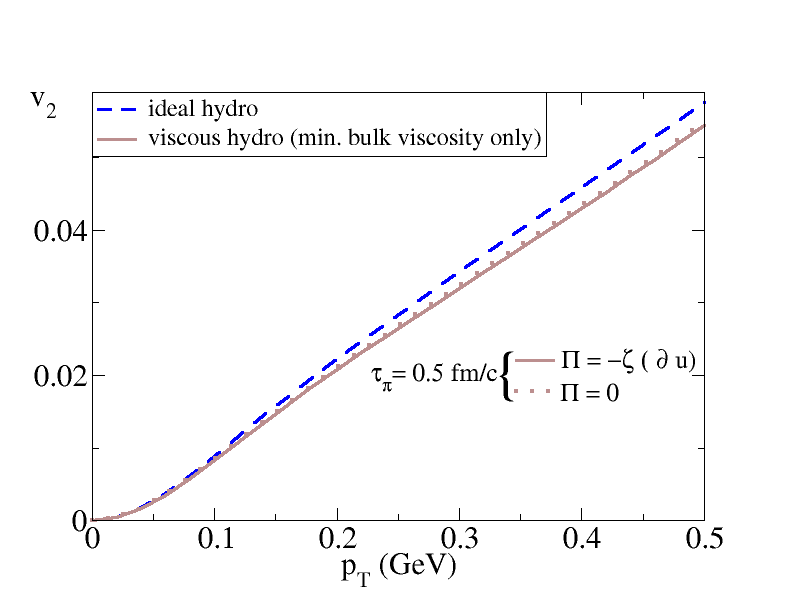 v2
ideal hydro
viscous hydro (min. bulk viscosity only)
0.04
0.02
0
τπ= 0.5 fm/c { Π = −ζ ( ∂ u)
Π = 0
0 0.1 0.2 0.3 0.4 0.5
pT (GeV)